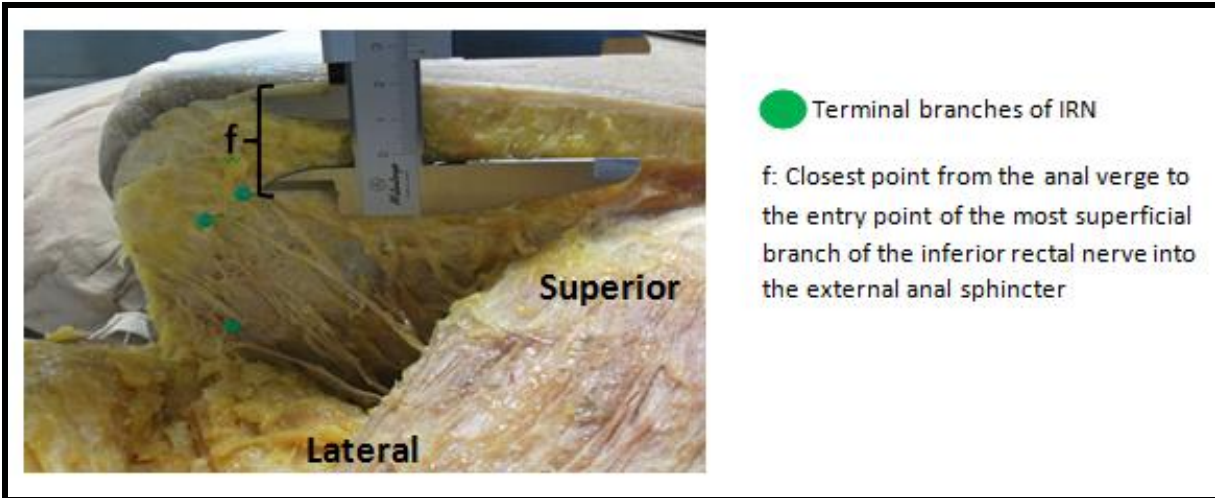 f
Superior
Lateral
Terminal branches of IRN
f: Closest point from the anal verge to
the entry point of the most superficial
branch of the inferior rectal nerve into
the external anal sphincter